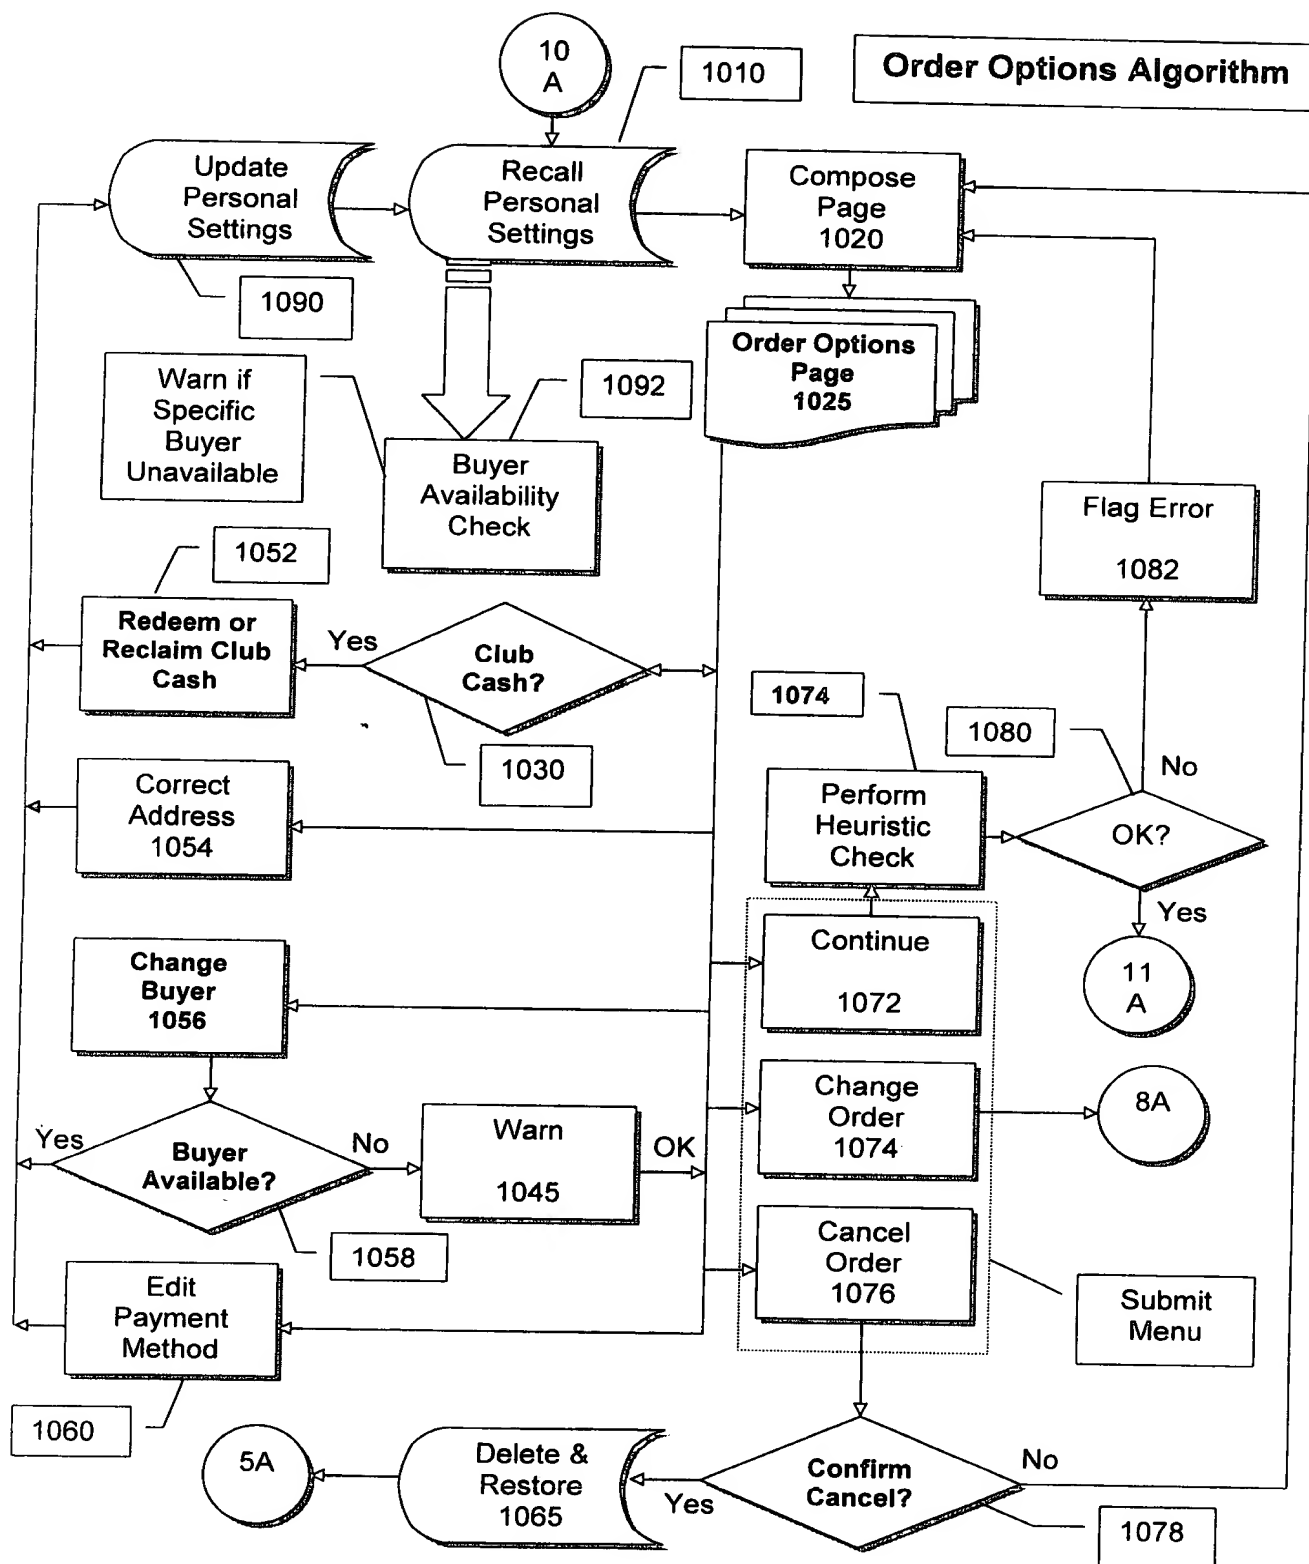 10
A
1010
Order Options Algorithm
Update
Personal
Settings
Recall
Personal
Settings
Compose
Page
1020
1090
Order Options
Page
1025
Warn if
Specific
Buyer
Unavailable
1092
Buyer
Availability
Check
Flag Error
1082
1052
Redeem or
Reclaim Club
Cash
Yes
Club
Cash?
1030
1074
1080
No
Correct
Address
1054
Perform
Heuristic
Check
OK?
Yes
Change
Buyer
1056
Continue
1072
11
A
Yes
Buyer
Available?
No
Warn
1045
OK
Change
Order
1074
8A
1058
Cancel
Order
1076
Edit
Payment
Method
Submit
Menu
1060
5A
Delete &
Restore
1065
Yes
Confirm
Cancel?
No
1078